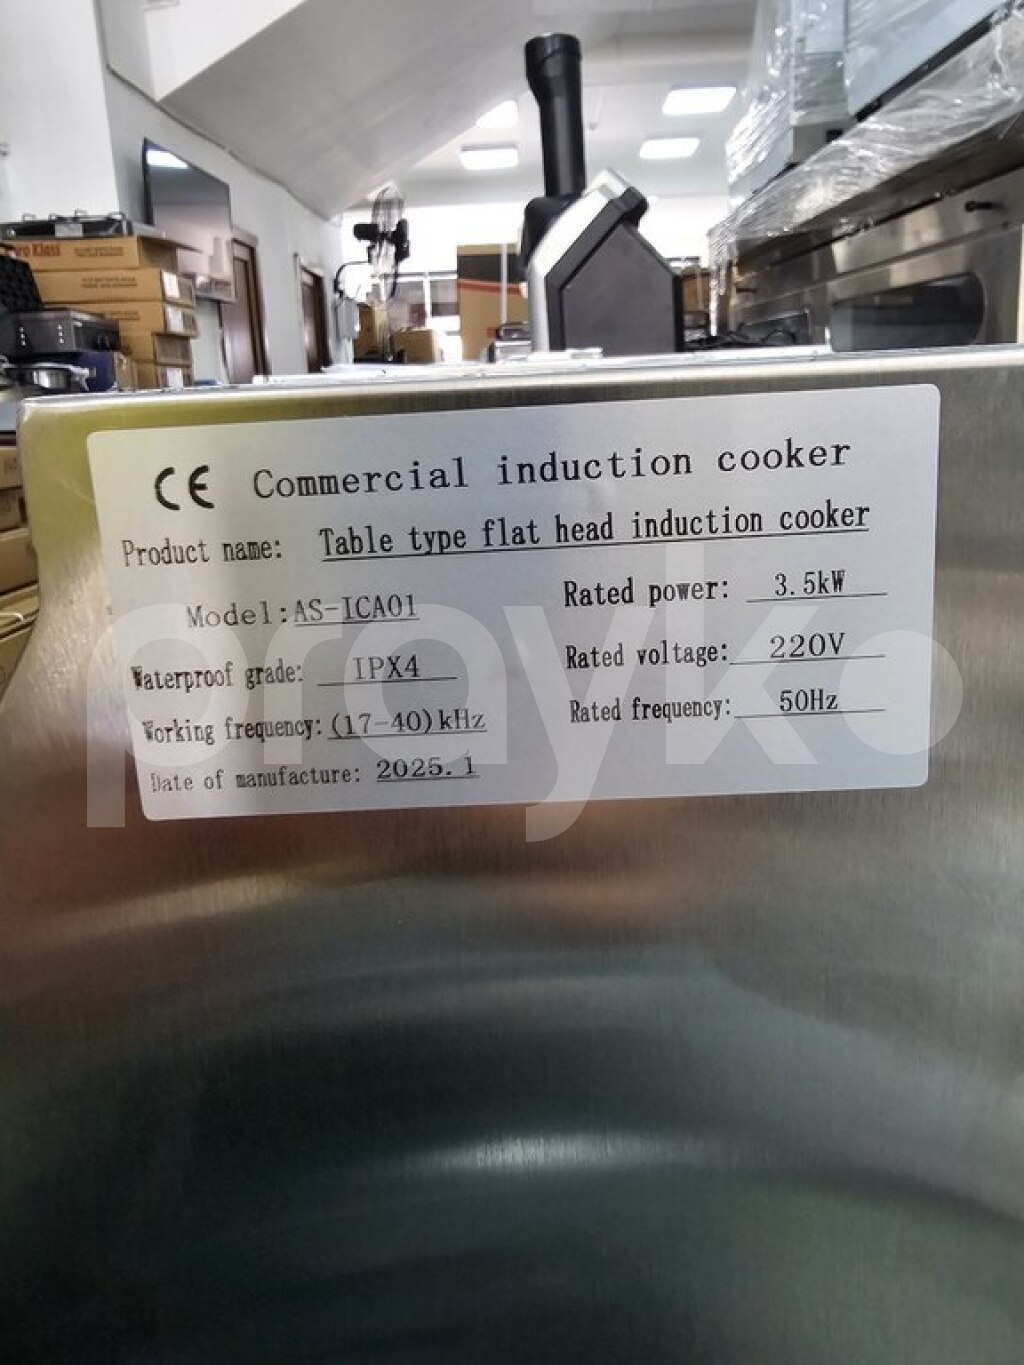 CE Commercial induction cooker
Product name: Table type flat head induction cooker
Model:AS-ICA01
Rated power: 3.5kW
Waterproof grade: IPX4
Rated voltage: 220V
Working frequency: (17-40)kHz
Rated frequency: 50Hz
Date of manufacture: 2025.1
prayko